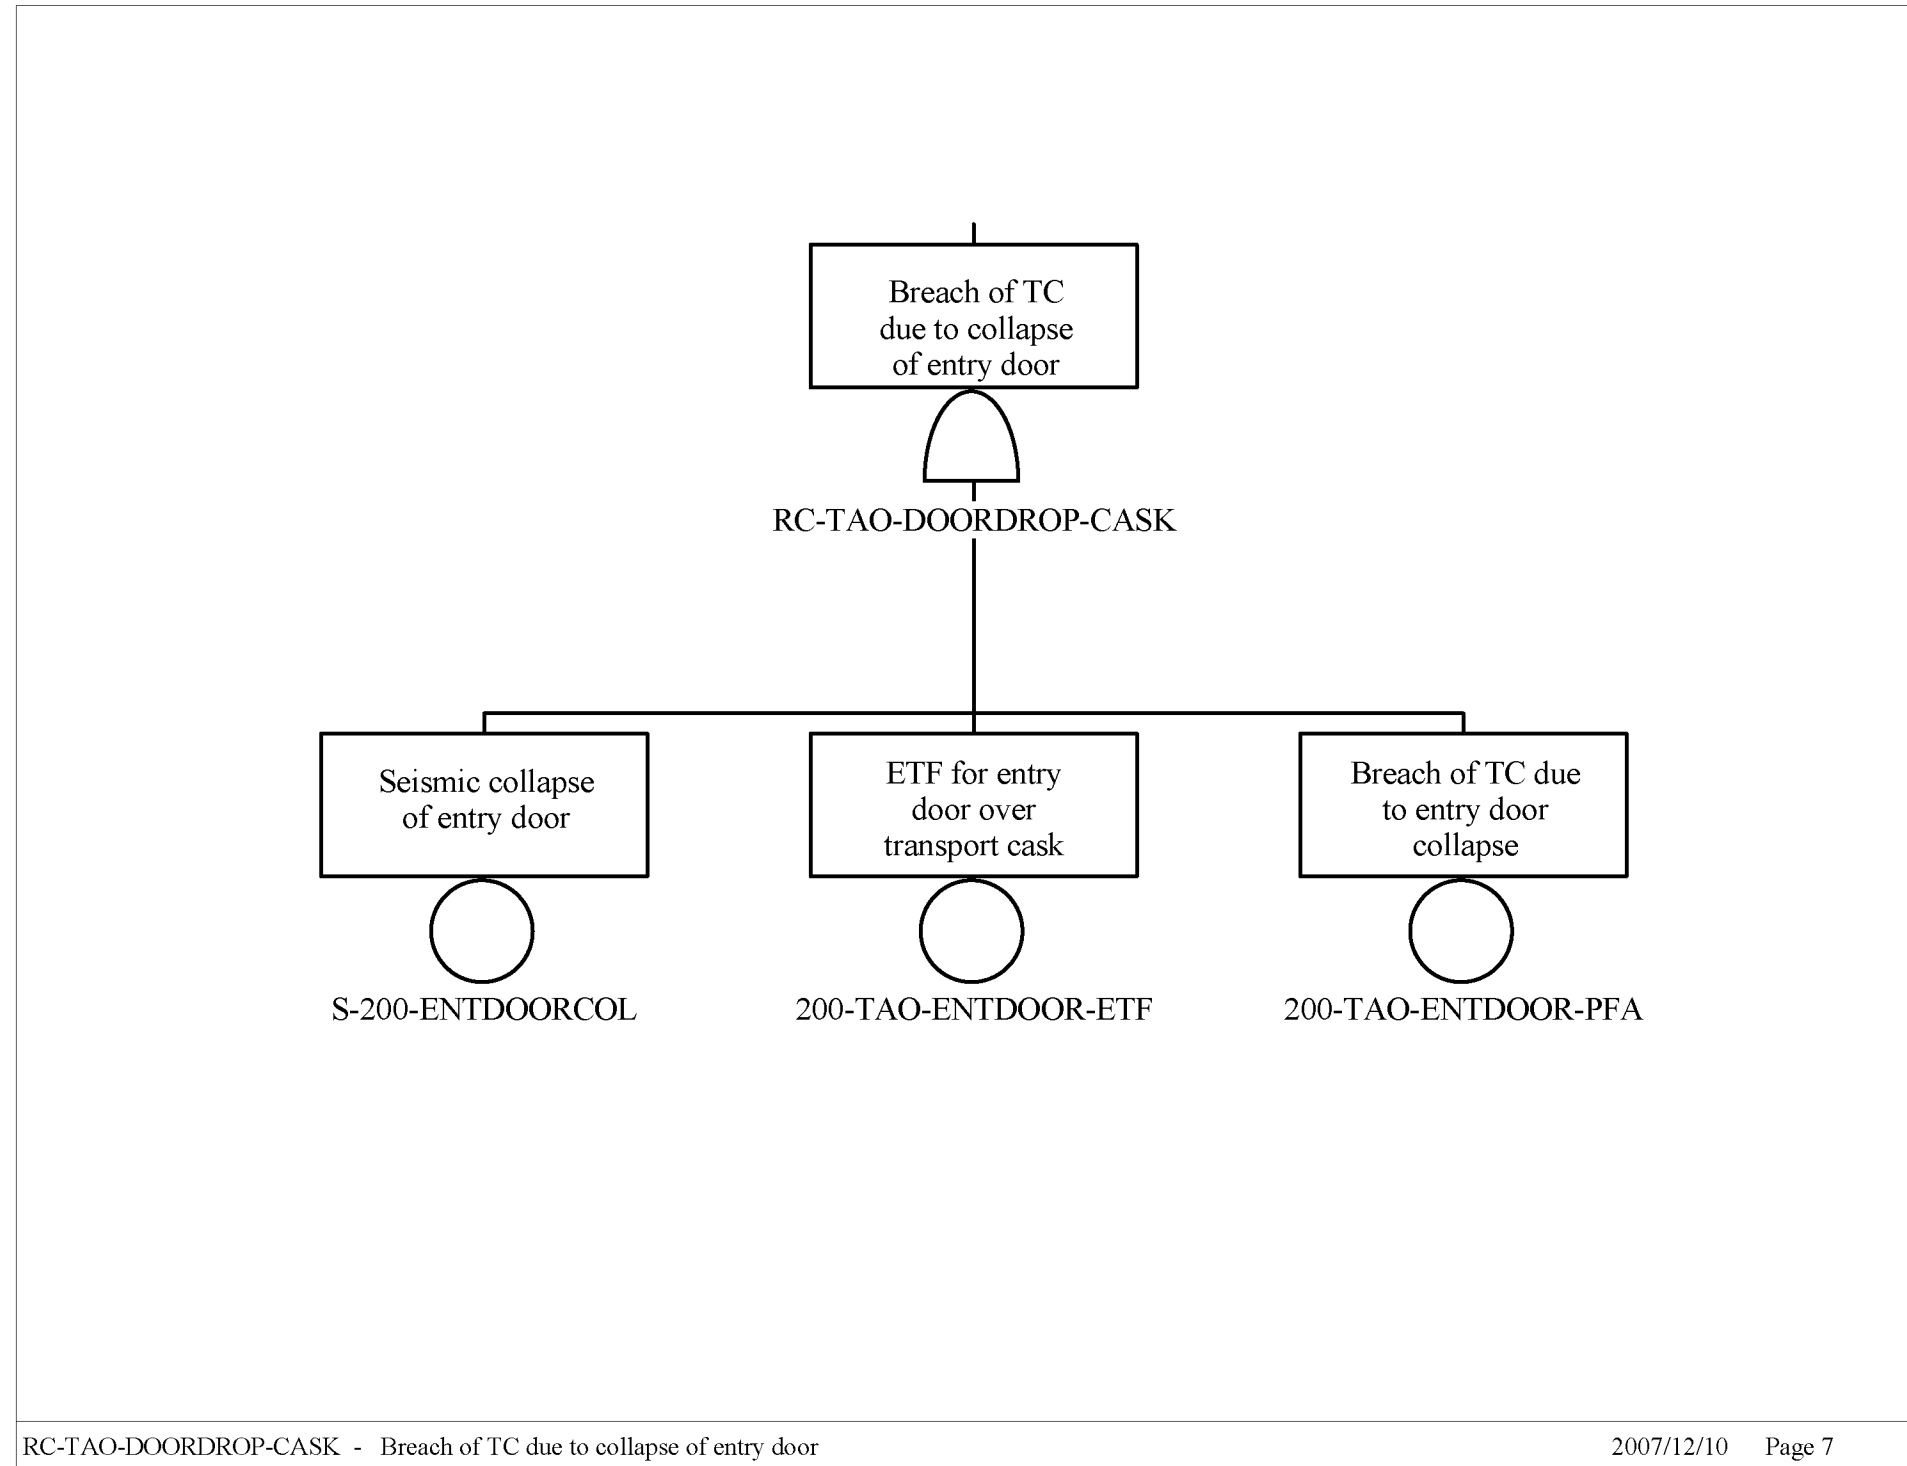 Breach of TC
due to collapse
of entry door
RC-TAO-DOORDROP-CASK
Seismic collapse
of entry door
S-200-ENTDOORCOL
ETF for entry
door over
transport cask
200-TAO-ENTDOOR-ETF
Breach of TC due
to entry door
collapse
200-TAO-ENTDOOR-PFA
RC-TAO-DOORDROP-CASK - Breach of TC due to collapse of entry door
2007/12/10 Page 7